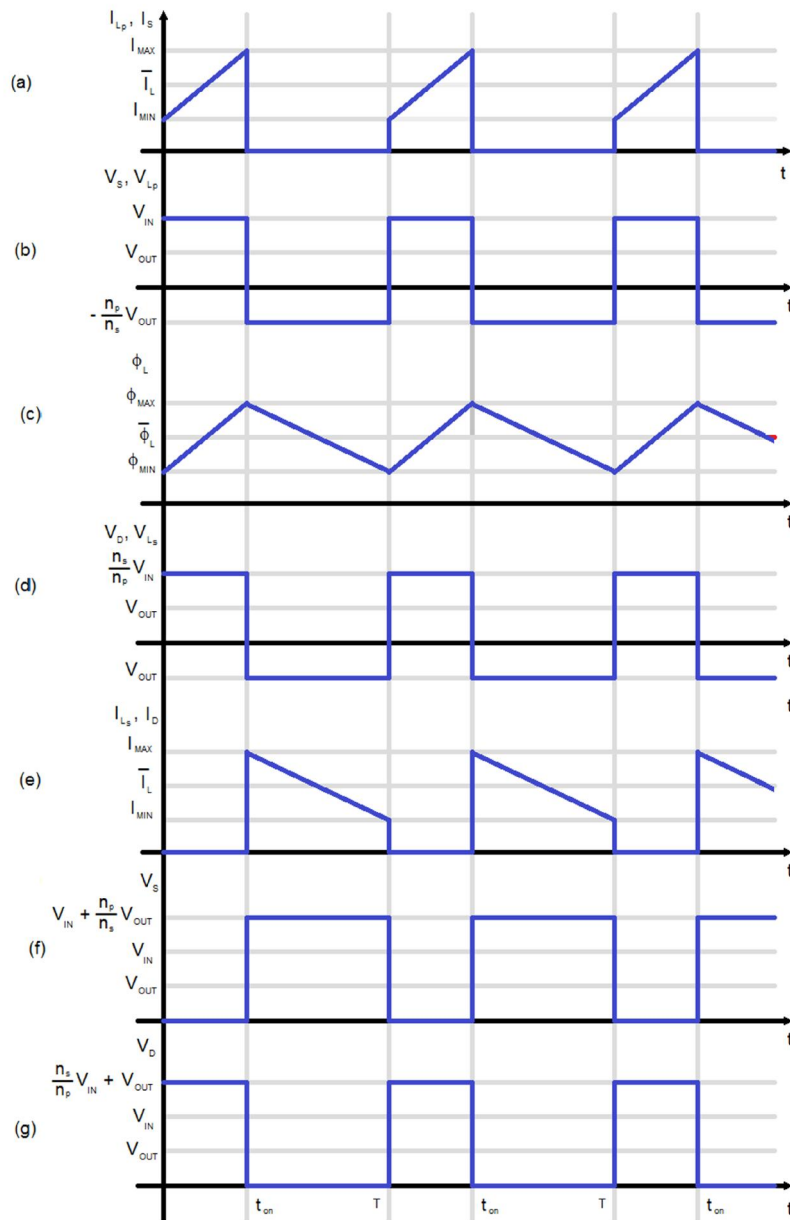 I_Lp, I_S
I_MAX
(a)
I̅_L
I_MIN
t
V_S, V_Lp
V_IN
(b)
V_OUT
t
- n_p/n_s V_OUT
ϕ_L
ϕ_MAX
(c)
ϕ̅_L
ϕ_MIN
t
V_D, V_Ls
n_s/n_p V_IN
(d)
V_OUT
t
V_OUT
t
I_Ls, I_D
I_MAX
(e)
I̅_L
I_MIN
t
V_S
V_IN + n_p/n_s V_OUT
(f)
V_IN
V_OUT
t
V_D
n_s/n_p V_IN + V_OUT
V_IN
(g)
V_OUT
t_on T t_on T t_on t